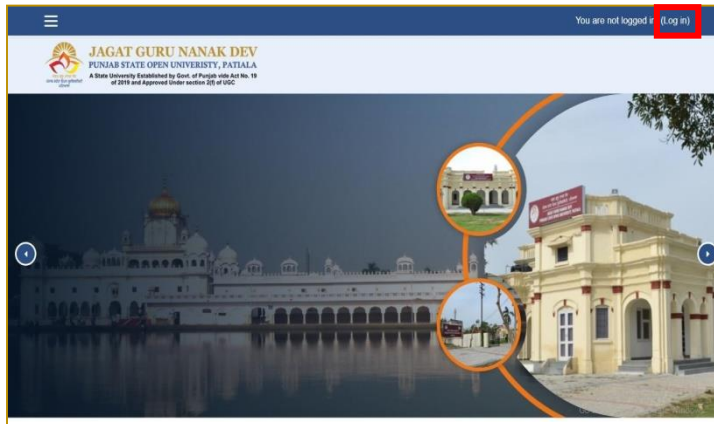 You are not logged in (Log in)
JAGAT GURU NANAK DEV
PUNJAB STATE OPEN UNIVERISTY, PATIALA
A State University Established by Govt. of Punjab vide Act No. 19
of 2019 and Approved Under section 2(f) of UGC